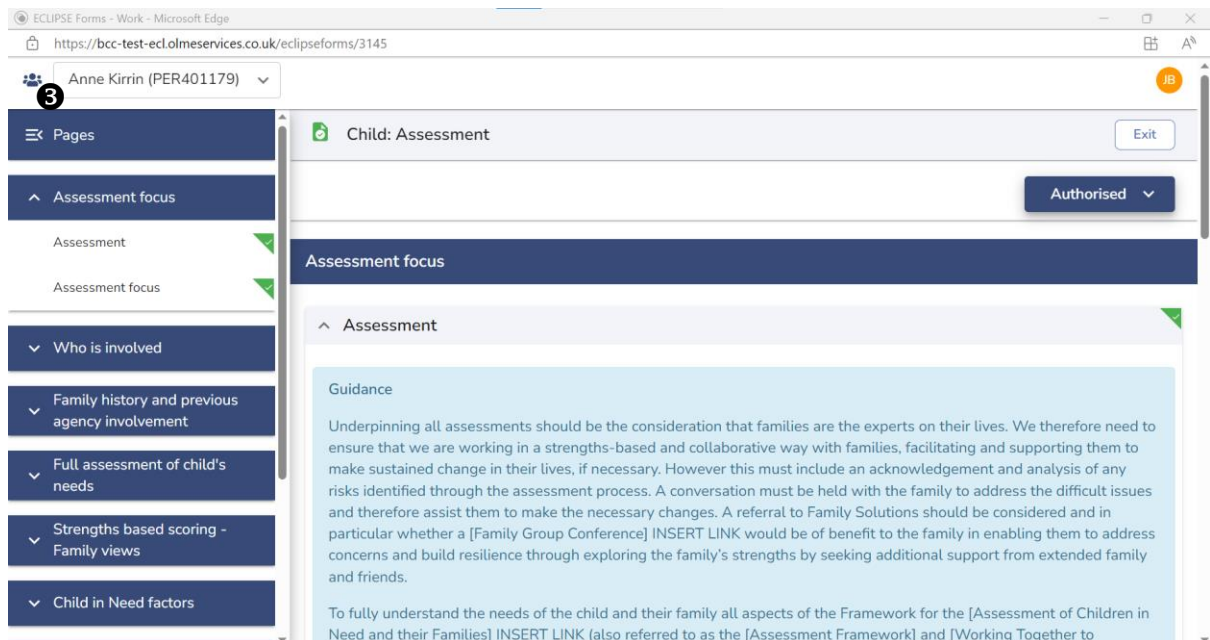 ECLIPSE Forms - Work - Microsoft Edge
https://bcc-test-ecl.olmeservices.co.uk/eclipseforms/3145
Anne Kirrin (PER401179)
JB
3
Pages
Child: Assessment
Exit
Assessment focus
Authorised
Assessment
Assessment focus
Assessment focus
Assessment
Who is involved
Family history and previous
agency involvement
Full assessment of child's
needs
Strengths based scoring -
Family views
Child in Need factors
Guidance
Underpinning all assessments should be the consideration that families are the experts on their lives. We therefore need to
ensure that we are working in a strengths-based and collaborative way with families, facilitating and supporting them to
make sustained change in their lives, if necessary. However this must include an acknowledgement and analysis of any
risks identified through the assessment process. A conversation must be held with the family to address the difficult issues
and therefore assist them to make the necessary changes. A referral to Family Solutions should be considered and in
particular whether a [Family Group Conference] INSERT LINK would be of benefit to the family in enabling them to address
concerns and build resilience through exploring the family's strengths by seeking additional support from extended family
and friends.
To fully understand the needs of the child and their family all aspects of the Framework for the [Assessment of Children in
Need and their Families] INSERT LINK (also referred to as the [Assessment Framework] and [Working Together to